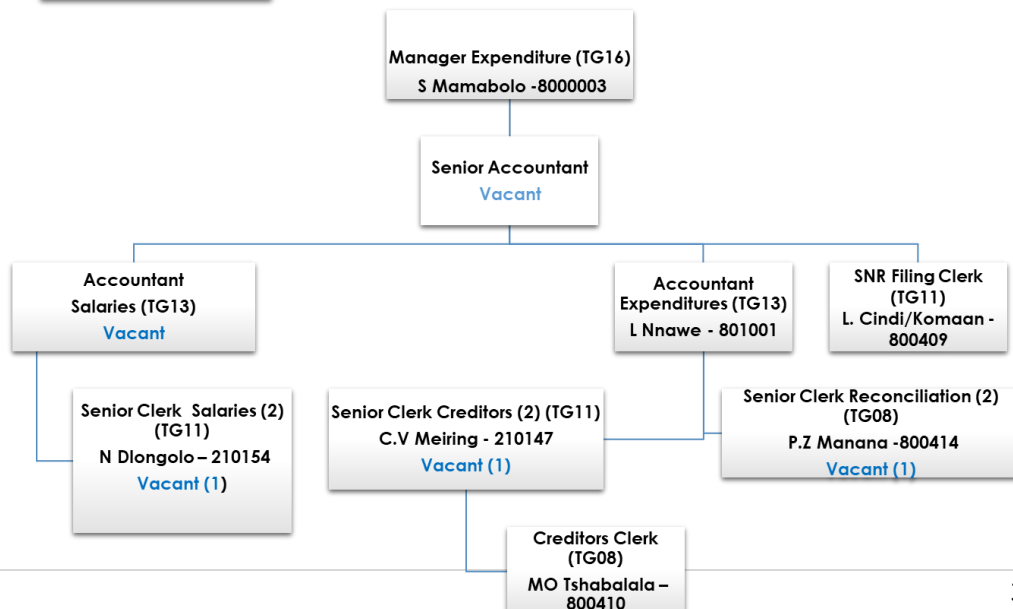 Manager Expenditure (TG16)
S Mamabolo -8000003
Senior Accountant
Vacant
Accountant
Salaries (TG13)
Vacant
Accountant
Expenditures (TG13)
L Nnawe - 801001
SNR Filing Clerk
(TG11)
L. Cindi/Komaan -
800409
Senior Clerk Salaries (2)
(TG11)
N Dlongolo – 210154
Vacant (1)
Senior Clerk Creditors (2) (TG11)
C.V Meiring - 210147
Vacant (1)
Senior Clerk Reconciliation (2)
(TG08)
P.Z Manana -800414
Vacant (1)
Creditors Clerk
(TG08)
MO Tshabalala –
800410